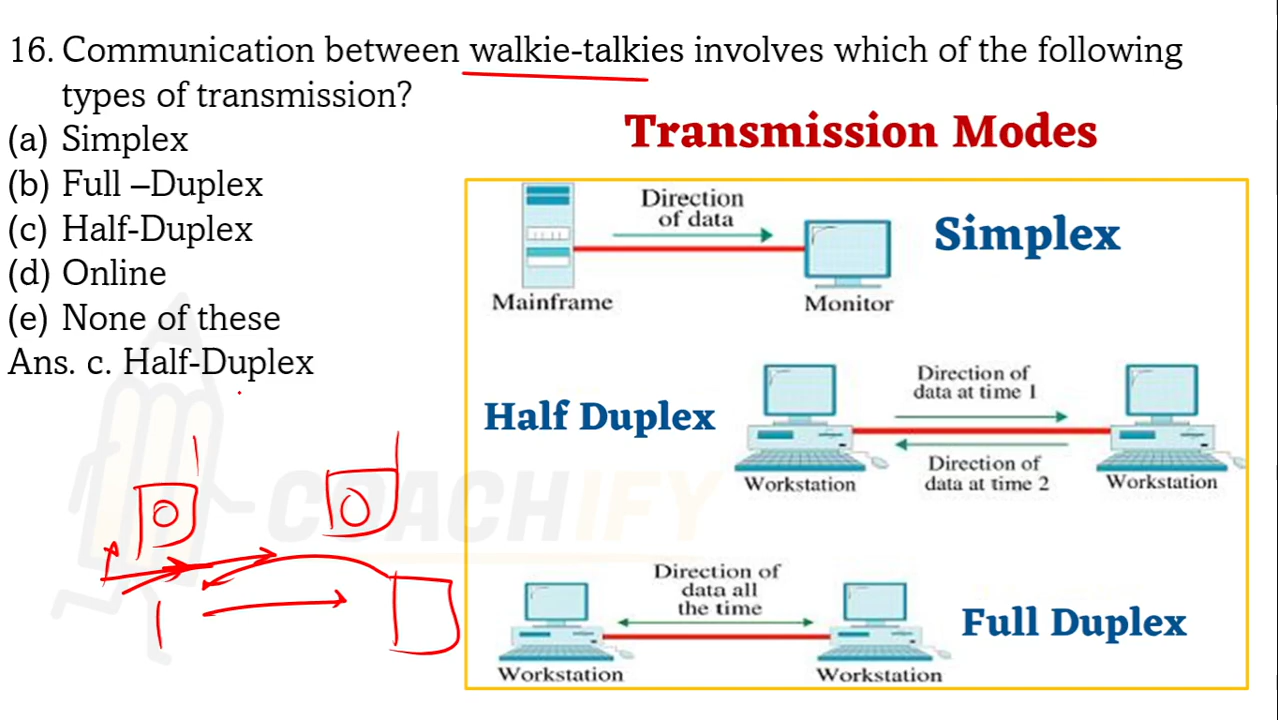 16. Communication between walkie-talkies involves which of the following
types of transmission?
(a) Simplex
(b) Full –Duplex
(c) Half-Duplex
(d) Online
(e) None of these
Ans. c. Half-Duplex
Transmission Modes
Direction
of data
Simplex
Mainframe
Monitor
Direction of
data at time 1
Half Duplex
Direction of
data at time 2
Workstation
Workstation
Direction of
data all
the time
Full Duplex
Workstation
Workstation
COACHIFY